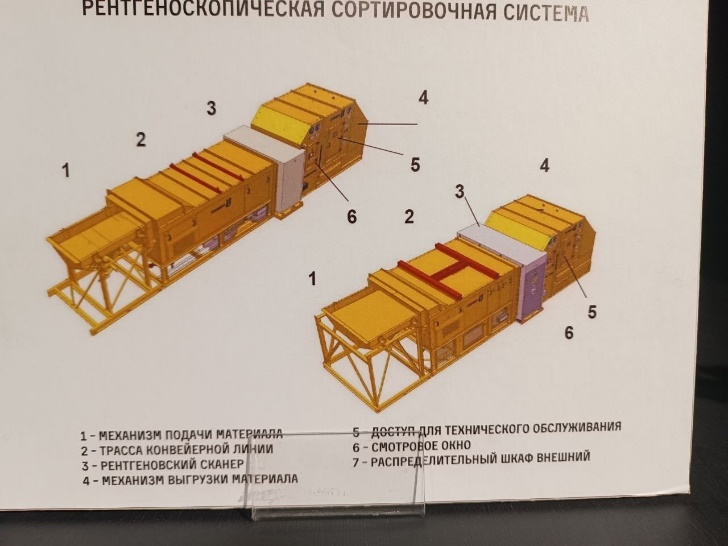 РЕНТГЕНОСКОПИЧЕСКАЯ СОРТИРОВОЧНАЯ СИСТЕМА
1
2
3
4
5
6
1
2
3
4
5
6
1 - МЕХАНИЗМ ПОДАЧИ МАТЕРИАЛА
2 - ТРАССА КОНВЕЙЕРНОЙ ЛИНИИ
3 - РЕНТГЕНОВСКИЙ СКАНЕР
4 - МЕХАНИЗМ ВЫГРУЗКИ МАТЕРИАЛА
5 - ДОСТУП ДЛЯ ТЕХНИЧЕСКОГО ОБСЛУЖИВАНИЯ
6 - СМОТРОВОЕ ОКНО
7 - РАСПРЕДЕЛИТЕЛЬНЫЙ ШКАФ ВНЕШНИЙ